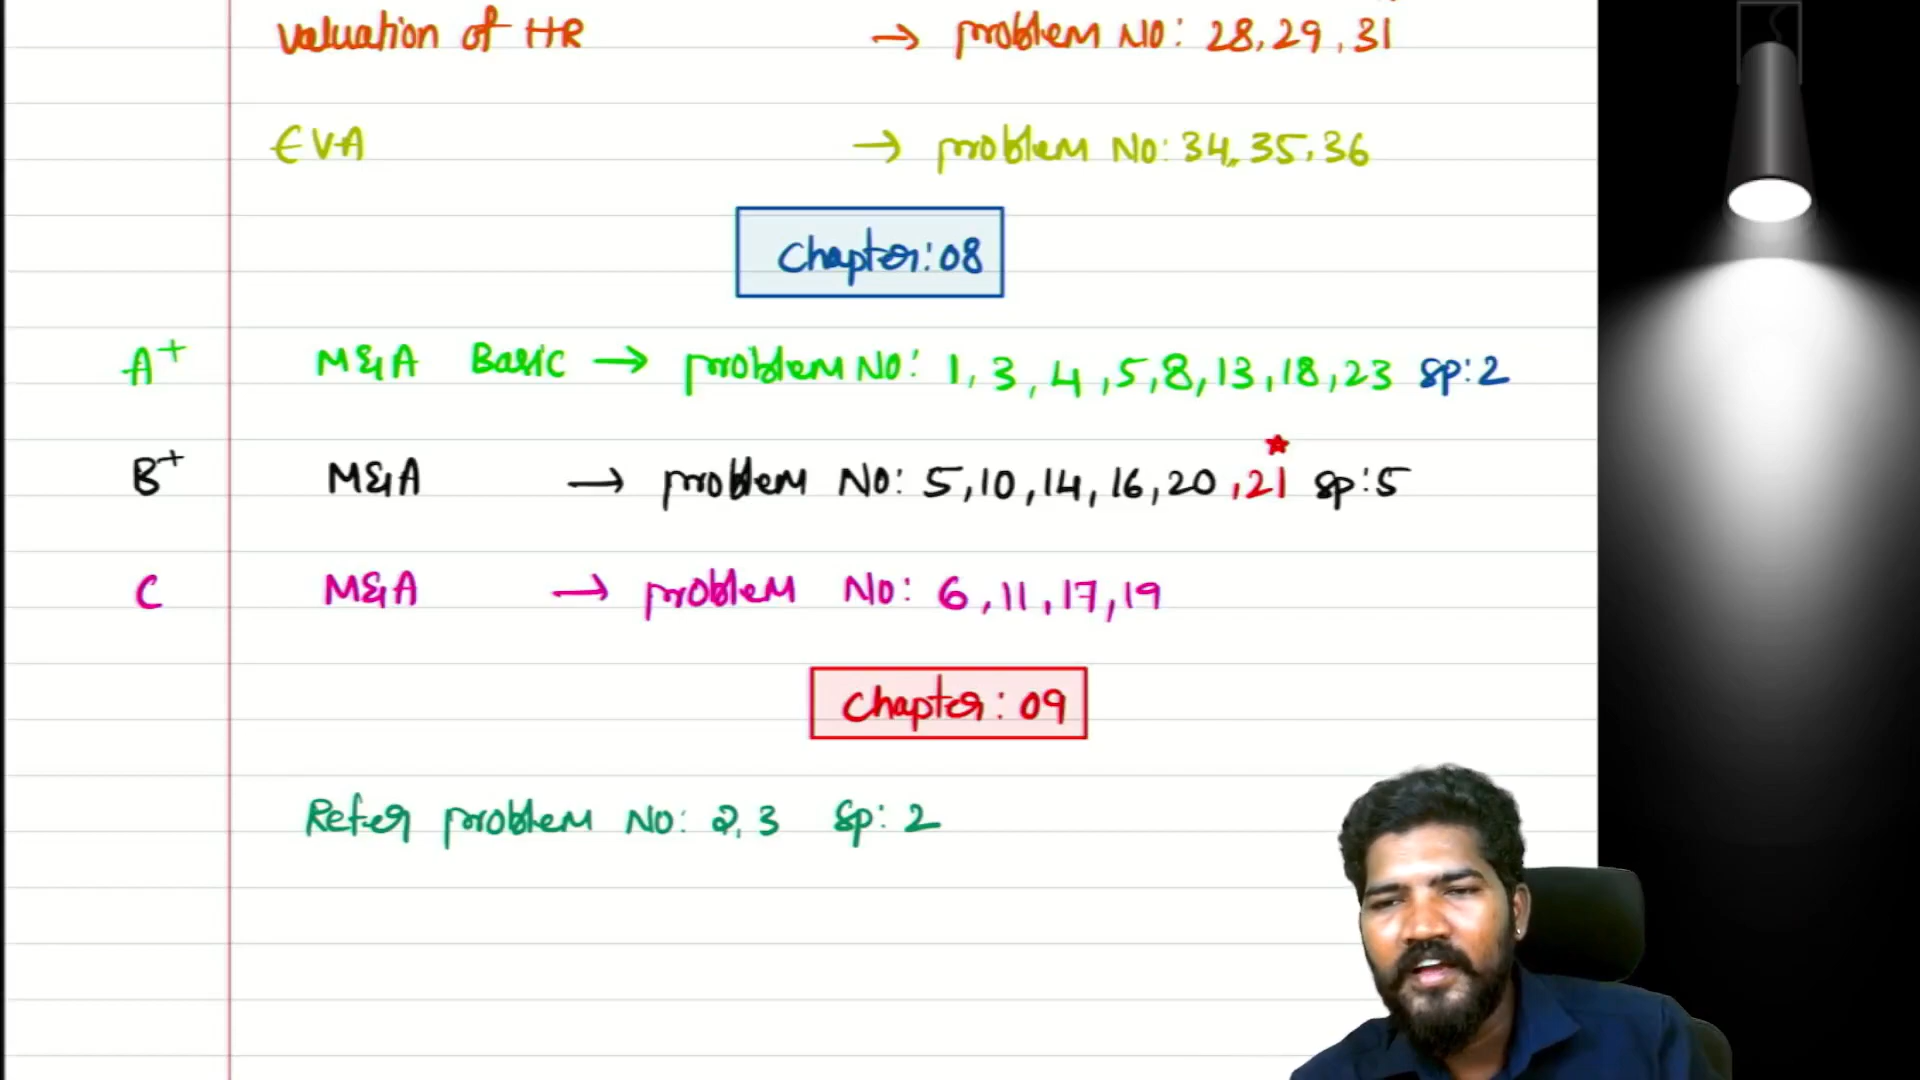 Valuation of HR → problem No: 28, 29, 31
EVA → problem No: 34, 35, 36
Chapter: 08
A+ M&A Basic → problem No: 1, 3, 4, 5, 8, 13, 18, 23 Sp: 2
B+ M&A → problem No: 5, 10, 14, 16, 20, 21 Sp: 5
C M&A → problem No: 6, 11, 17, 19
Chapter: 09
Refer problem No: 2, 3 Sp: 2